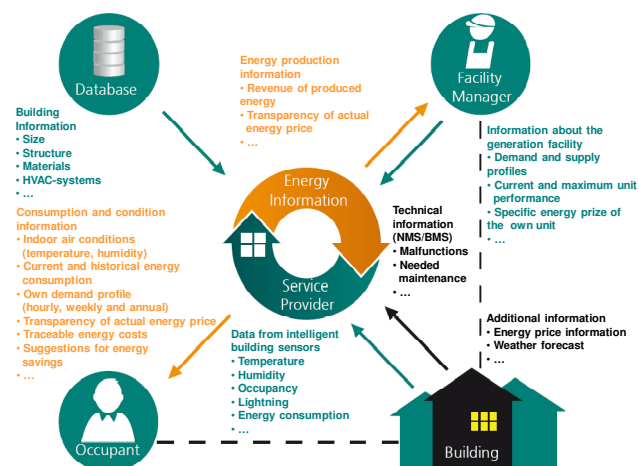 Database
Energy production
information
• Revenue of produced
energy
• Transparency of actual
energy price
• ...
Facility
Manager
Building
Information
• Size
• Structure
• Materials
• HVAC-systems
• ...
Information about the
generation facility
• Demand and supply
profiles
• Current and maximum unit
performance
• Specific energy prize of
the own unit
• ...
Energy
Information
Service
Provider
Consumption and condition
information
• Indoor air conditions
(temperature, humidity)
• Current and historical energy
consumption
• Own demand profile
(hourly, weekly and annual)
• Transparency of actual energy price
• Traceable energy costs
• Suggestions for energy
savings
• ...
Technical
information
(NMS/BMS)
• Malfunctions
• Needed
maintenance
• ...
Data from intelligent
building sensors
• Temperature
• Humidity
• Occupancy
• Lightning
• Energy consumption
• ...
Additional information
• Energy price information
• Weather forecast
• ...
Occupant
Building